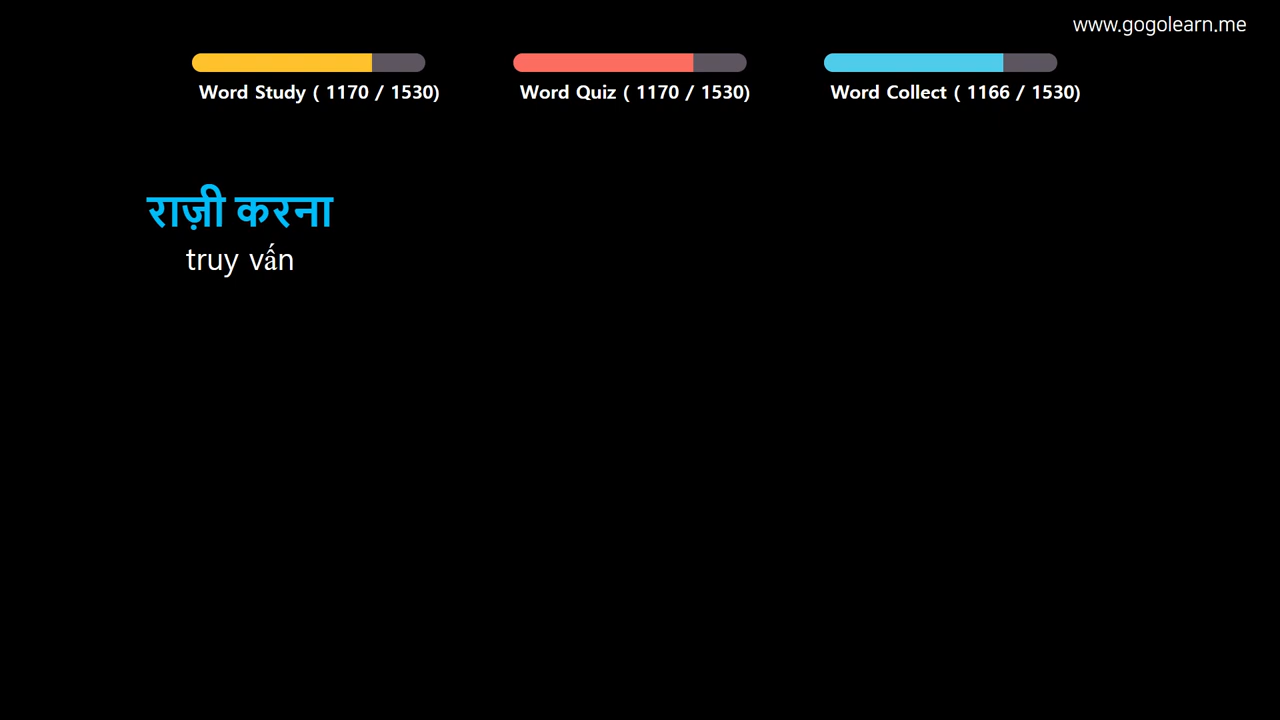 www.gogolearn.me
Word Study ( 1170 / 1530)
Word Quiz ( 1170 / 1530)
Word Collect ( 1166 / 1530)
राज़ी करना
truy vấn